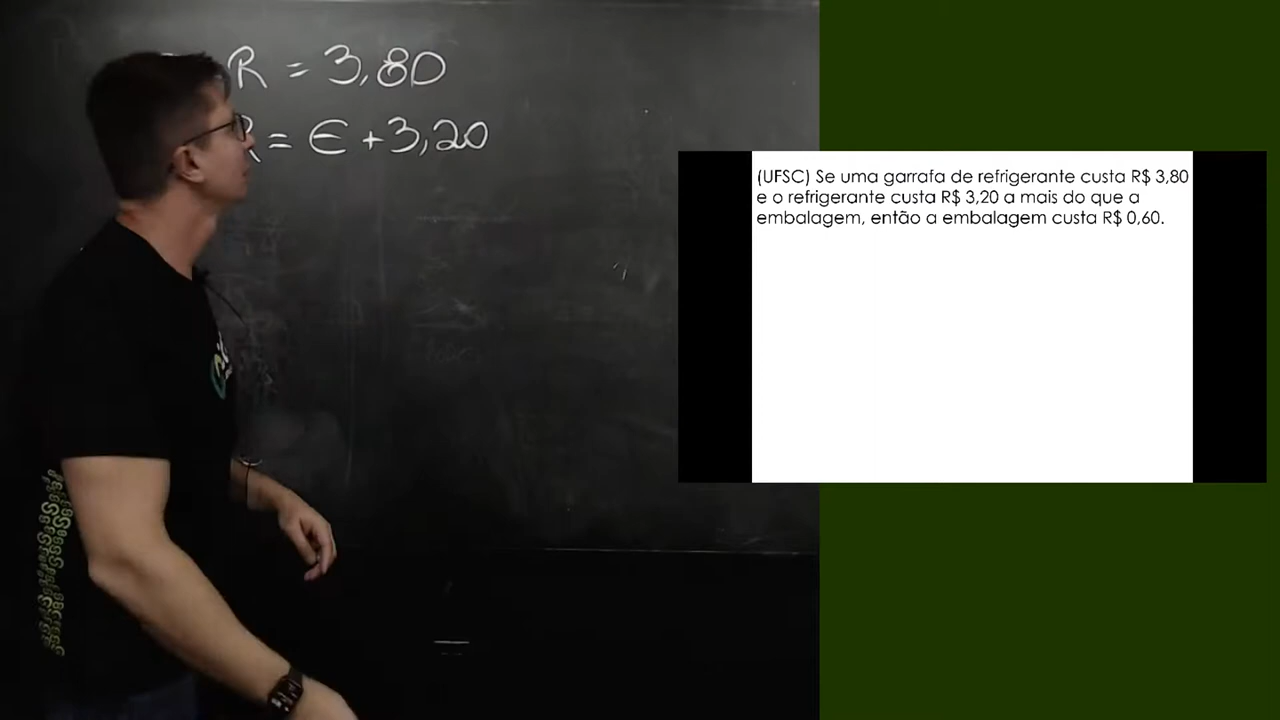 R = 3,80
R = E + 3,20
(UFSC) Se uma garrafa de refrigerante custa R$ 3,80
e o refrigerante custa R$ 3,20 a mais do que a
embalagem, então a embalagem custa R$ 0,60.